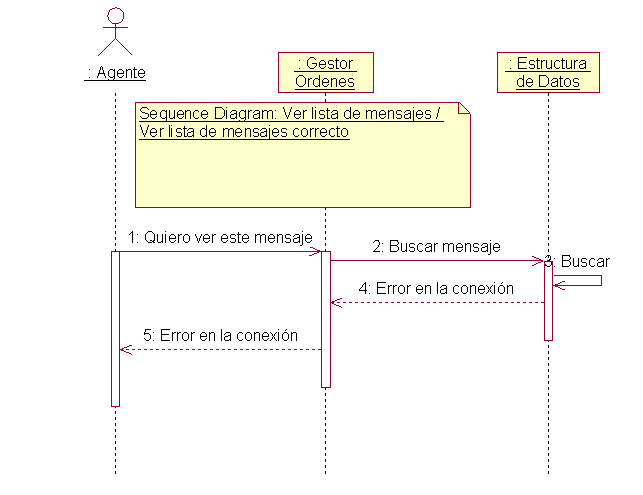 : Agente
: Gestor
Ordenes
: Estructura
de Datos
Sequence Diagram: Ver lista de mensajes /
Ver lista de mensajes correcto
1: Quiero ver este mensaje
2: Buscar mensaje
3: Buscar
4: Error en la conexión
5: Error en la conexión